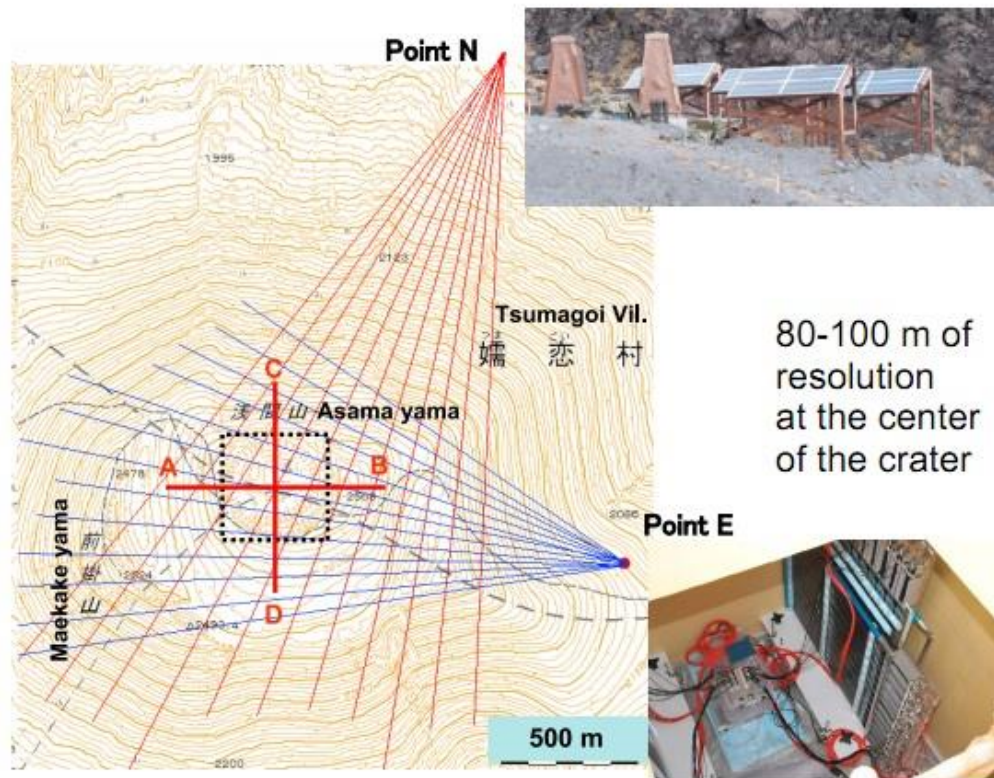 Point N
1995
2123
Tsumagoi Vil.
嬬 恋 村
C
浅間山 Asama yama
80-100 m of
resolution
at the center
of the crater
A
B
2478
2568
2086
Point E
Maekake yama
前掛山
D
2493
500 m
2200